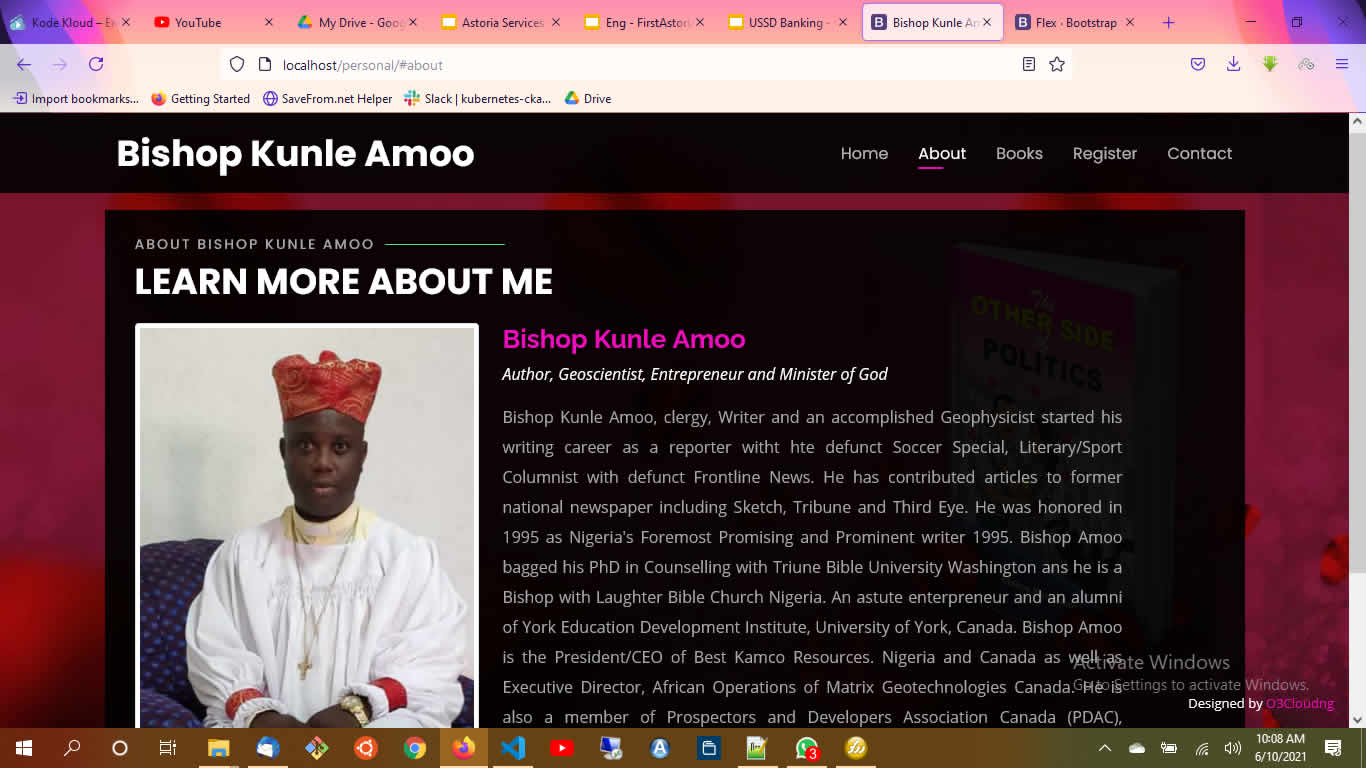 Kode Kloud – E
YouTube
My Drive - Goo
Astoria Services
Eng - FirstAstori
USSD Banking -
Bishop Kunle Am
Flex · Bootstrap
localhost/personal/#about
Import bookmarks...
Getting Started
SaveFrom.net Helper
Slack | kubernetes-cka...
Drive
Bishop Kunle Amoo
Home
About
Books
Register
Contact
ABOUT BISHOP KUNLE AMOO
LEARN MORE ABOUT ME
The
OTHER SIDE
POLITICS
Bishop Kunle Amoo
Author, Geoscientist, Entrepreneur and Minister of God
Bishop Kunle Amoo, clergy, Writer and an accomplished Geophysicist started his
writing career as a reporter witht hte defunct Soccer Special, Literary/Sport
Columnist with defunct Frontline News. He has contributed articles to former
national newspaper including Sketch, Tribune and Third Eye. He was honored in
1995 as Nigeria's Foremost Promising and Prominent writer 1995. Bishop Amoo
bagged his PhD in Counselling with Triune Bible University Washington ans he is a
Bishop with Laughter Bible Church Nigeria. An astute enterpreneur and an alumni
of York Education Development Institute, University of York, Canada. Bishop Amoo
is the President/CEO of Best Kamco Resources. Nigeria and Canada as well as
Executive Director, African Operations of Matrix Geotechnologies Canada. He is
also a member of Prospectors and Developers Association Canada (PDAC),
Activate Windows
Go to Settings to activate Windows.
Designed by O3Cloudng
3
10:08 AM
6/10/2021